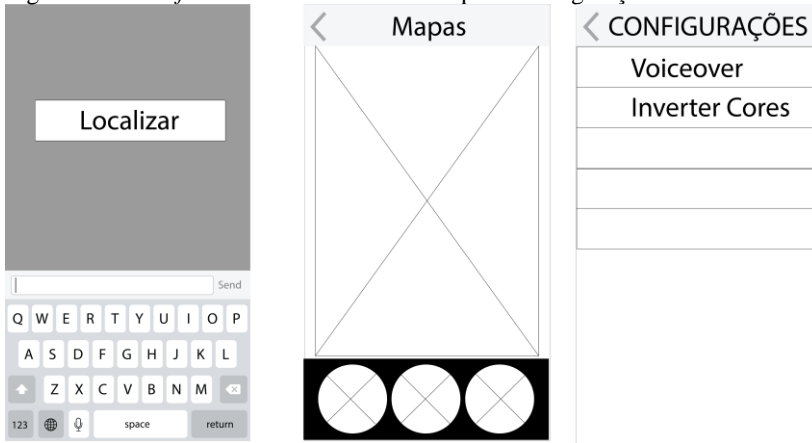 Mapas
CONFIGURAÇÕES
Voiceover
Inverter Cores
Localizar
Send
Q W E R T Y U I O P
A S D F G H J K L
Z X C V B N M
123 space return